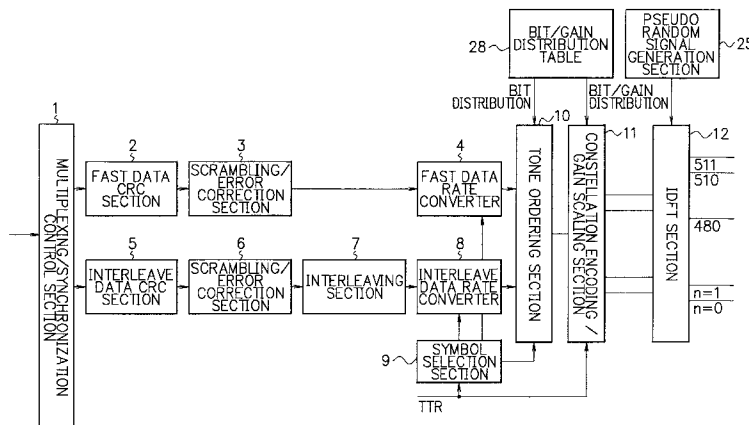 28
BIT/GAIN
DISTRIBUTION
TABLE
PSEUDO
RANDOM
SIGNAL
GENERATION
SECTION
25
BIT
DISTRIBUTION
BIT/GAIN
DISTRIBUTION
1
MULTIPLEXING/SYNCHRONIZATION
CONTROL SECTION
2
FAST DATA
CRC
SECTION
3
SCRAMBLING/
ERROR
CORRECTION
SECTION
4
FAST DATA
RATE
CONVERTER
5
INTERLEAVE
DATA CRC
SECTION
6
SCRAMBLING/
ERROR
CORRECTION
SECTION
7
INTERLEAVING
SECTION
8
INTERLEAVE
DATA RATE
CONVERTER
9
SYMBOL
SELECTION
SECTION
TTR
10
TONE ORDERING SECTION
11
CONSTELLATION ENCODING /
GAIN SCALING SECTION
12
IDFT SECTION
511
510
480
n=1
n=0